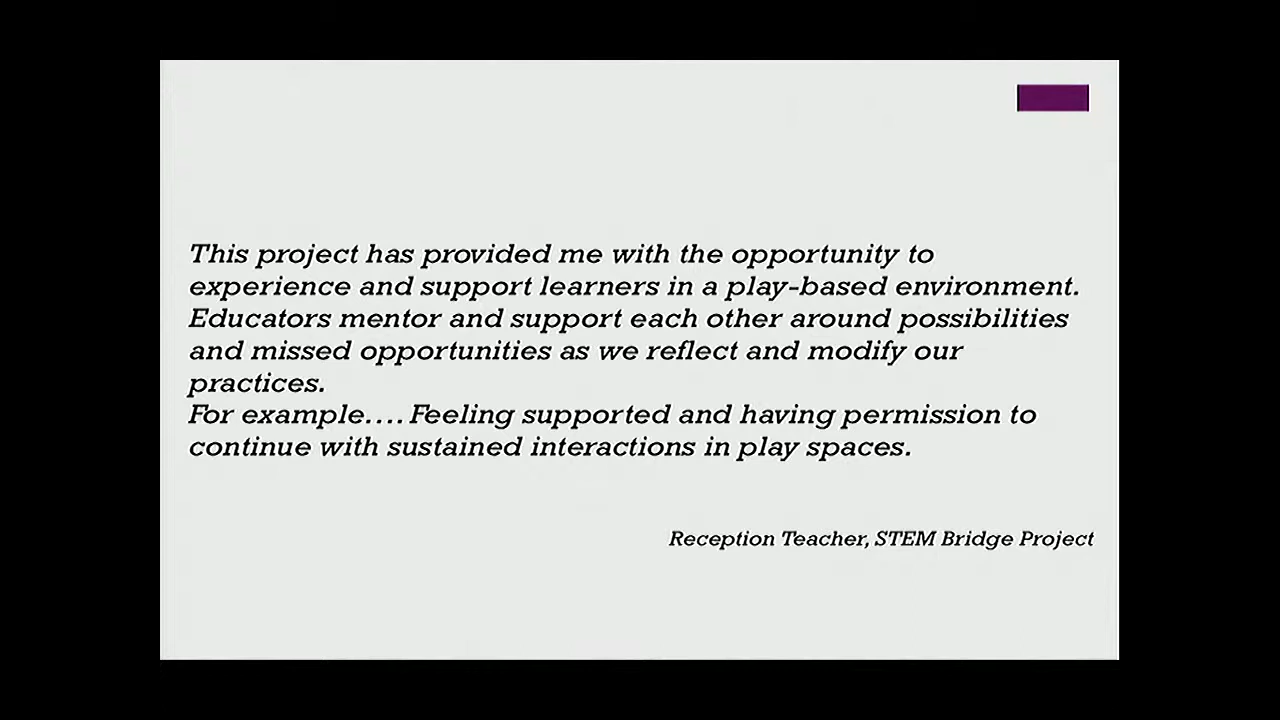 This project has provided me with the opportunity to
experience and support learners in a play-based environment.
Educators mentor and support each other around possibilities
and missed opportunities as we reflect and modify our
practices.
For example.... Feeling supported and having permission to
continue with sustained interactions in play spaces.
Reception Teacher, STEM Bridge Project